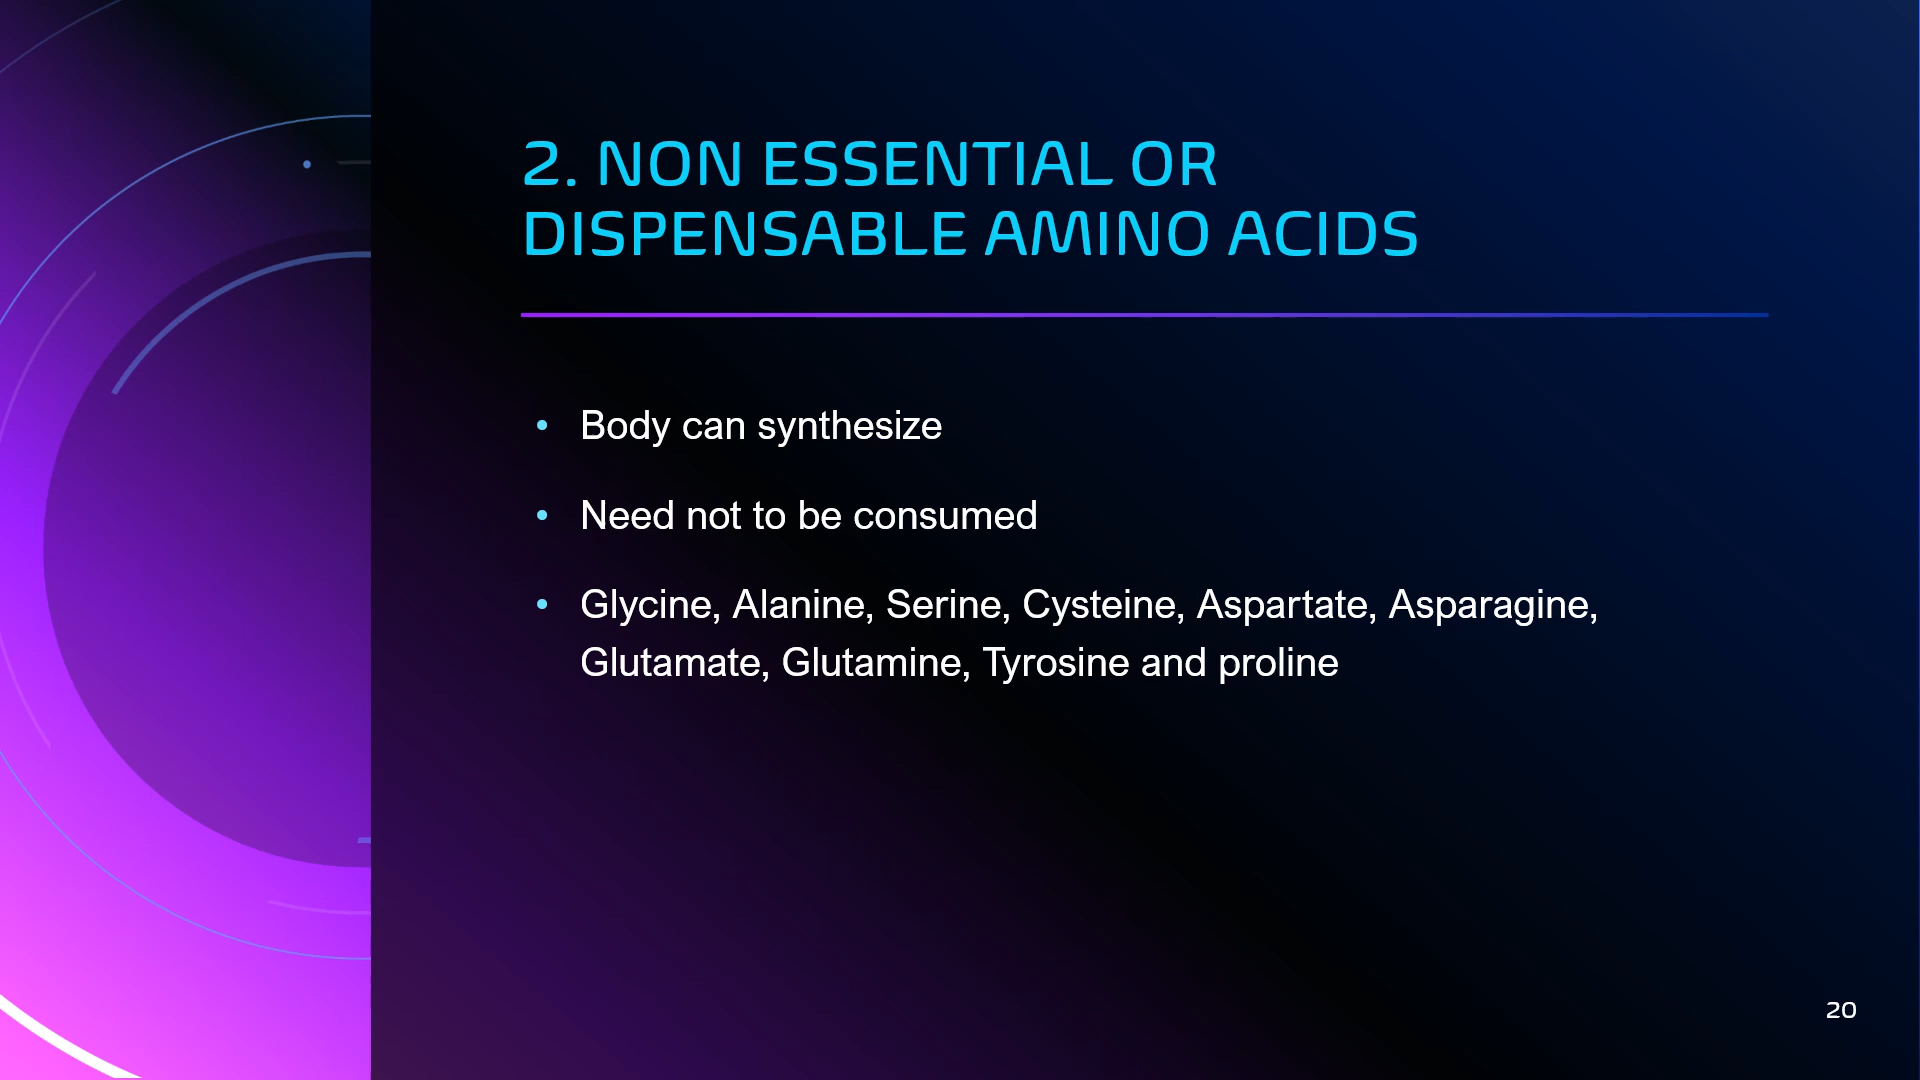 2. NON ESSENTIAL OR
DISPENSABLE AMINO ACIDS
• Body can synthesize
• Need not to be consumed
• Glycine, Alanine, Serine, Cysteine, Aspartate, Asparagine,
Glutamate, Glutamine, Tyrosine and proline
20